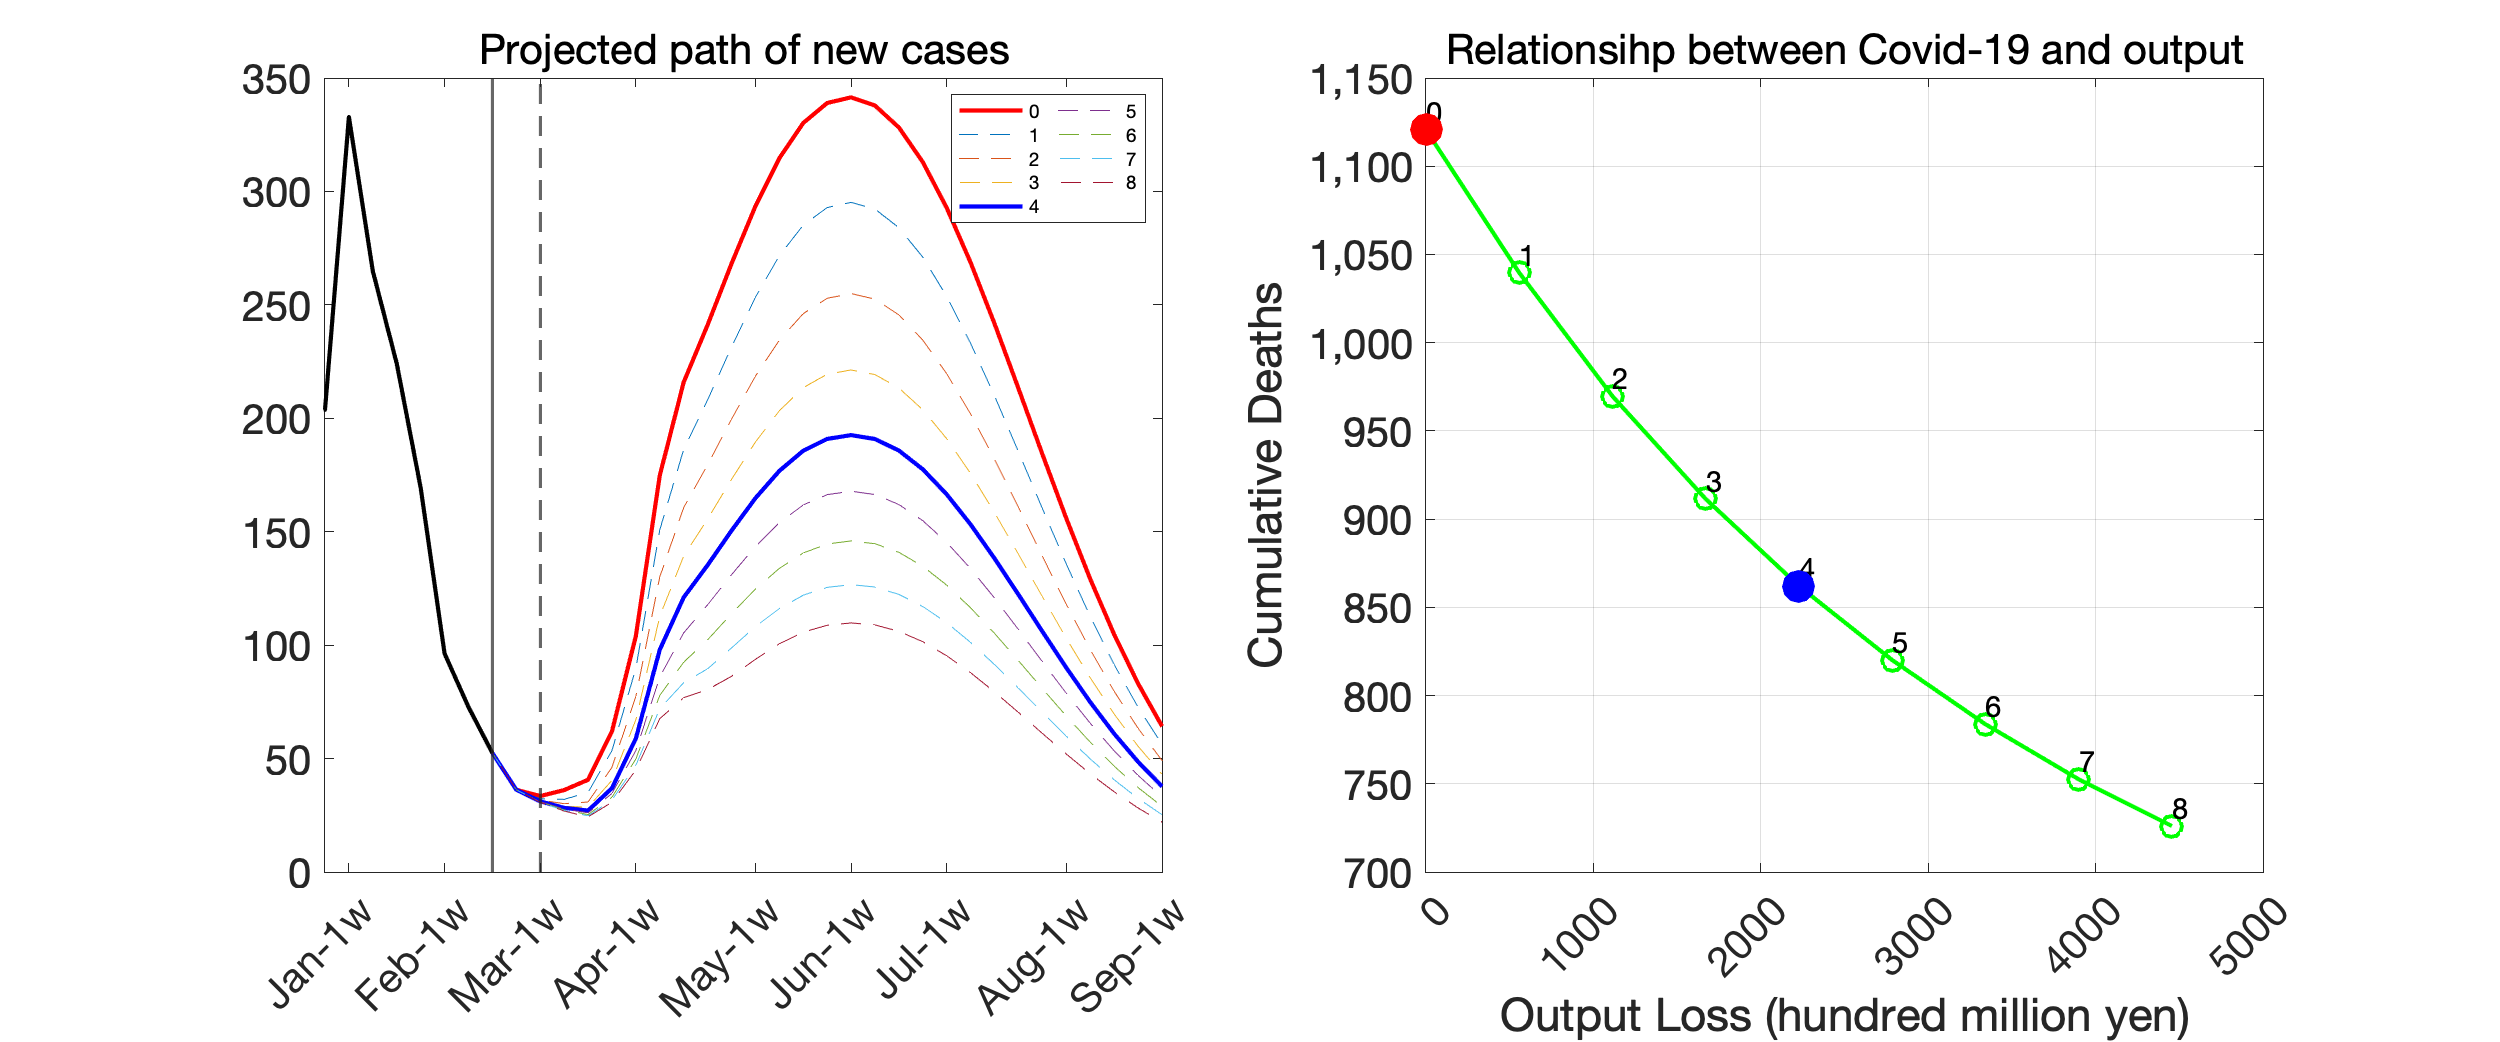 Projected path of new cases
350
300
250
200
150
100
50
0
0 5
1 6
2 7
3 8
4
Jan-1w
Feb-1w
Mar-1w
Apr-1w
May-1w
Jun-1w
Jul-1w
Aug-1w
Sep-1w
Relationsihp between Covid-19 and output
Cumulative Deaths
1,150
1,100
1,050
1,000
950
900
850
800
750
700
0
1
2
3
4
5
6
7
8
0
1000
2000
3000
4000
5000
Output Loss (hundred million yen)